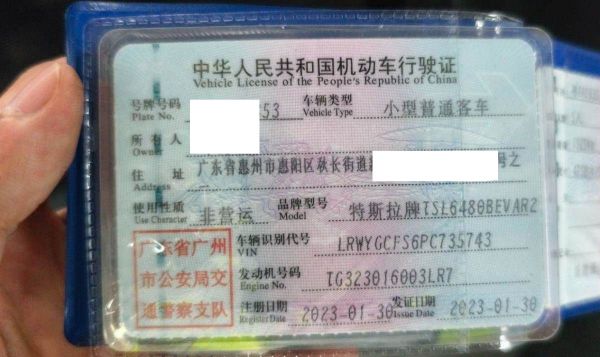 中华人民共和国机动车行驶证
Vehicle License of the People's Republic of China
号牌号码 53 车辆类型 小型普通客车
Plate No. Vehicle Type
所有人
Owner
住址 广东省惠州市惠阳区秋长街道 之
Address
使用性质 非营运 品牌型号 特斯拉牌TSL6480BEVAR2
Use Character Model
广东省广州 车辆识别代号 LRWYGCFS6PC735743
VIN
市公安局交 发动机号码 TG323016003LR7
Engine No.
通警察支队 注册日期 2023-01-30 发证日期 2023-01-30
Register Date Issue Date